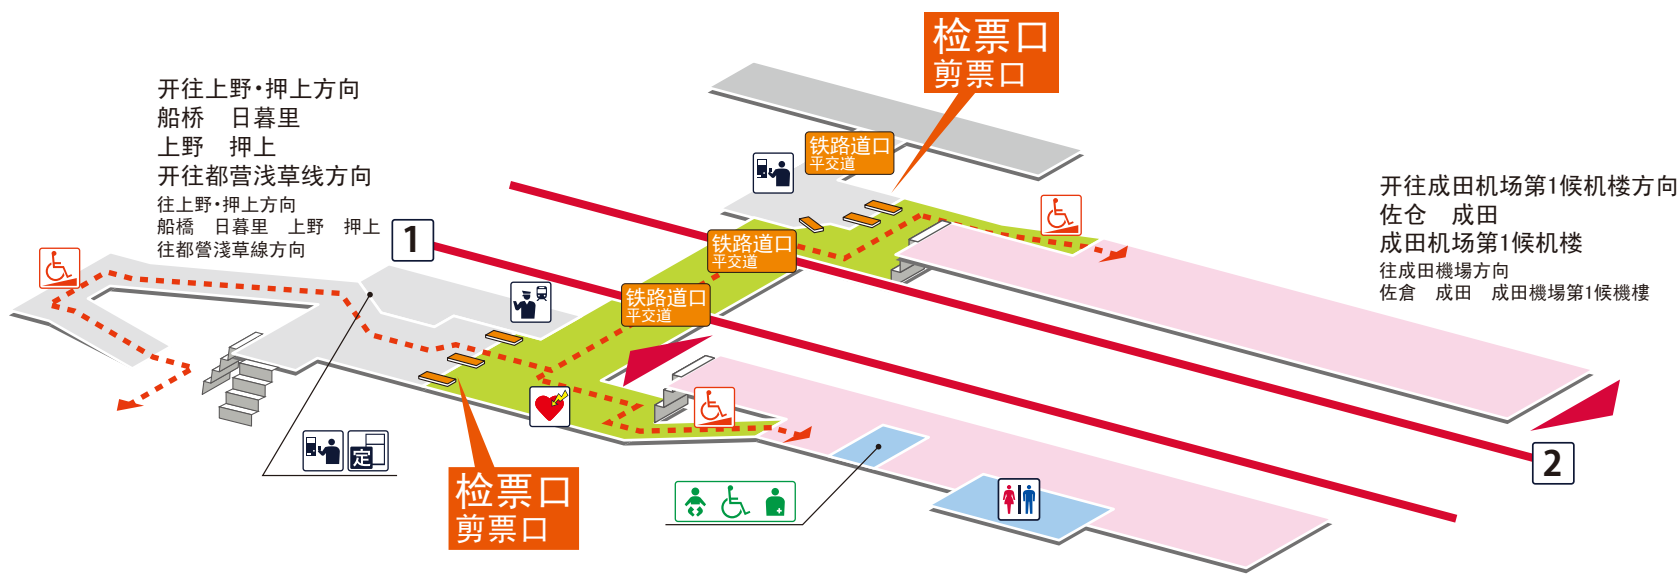 检票口
剪票口
开往上野・押上方向
船桥　日暮里
上野　押上
开往都营浅草线方向
往上野・押上方向
船橋　日暮里　上野　押上
往都營淺草線方向
1
铁路道口
平交道
铁路道口
平交道
铁路道口
平交道
开往成田机场第1候机楼方向
佐仓　成田
成田机场第1候机楼
往成田機場方向
佐倉　成田　成田機場第1候機樓
定
检票口
剪票口
2